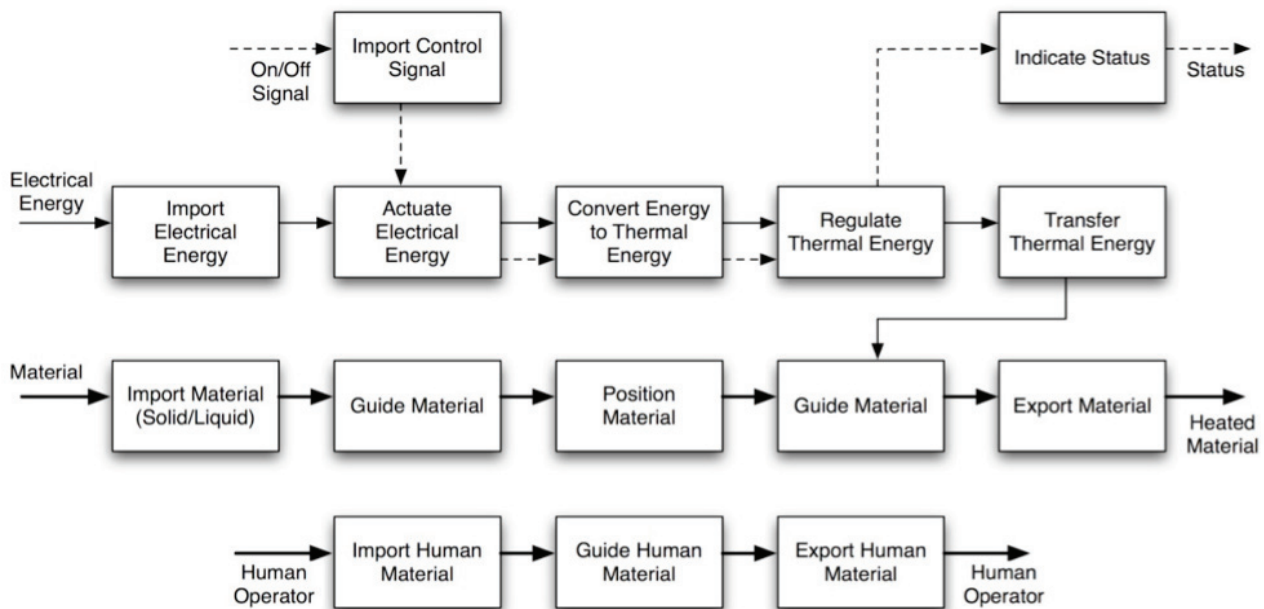 Import Control
Signal
On/Off
Signal
Indicate Status
Status
Electrical
Energy
Import
Electrical
Energy
Actuate
Electrical
Energy
Convert Energy
to Thermal
Energy
Regulate
Thermal Energy
Transfer
Thermal Energy
Material
Import Material
(Solid/Liquid)
Guide Material
Position
Material
Guide Material
Export Material
Heated
Material
Human
Operator
Import Human
Material
Guide Human
Material
Export Human
Material
Human
Operator